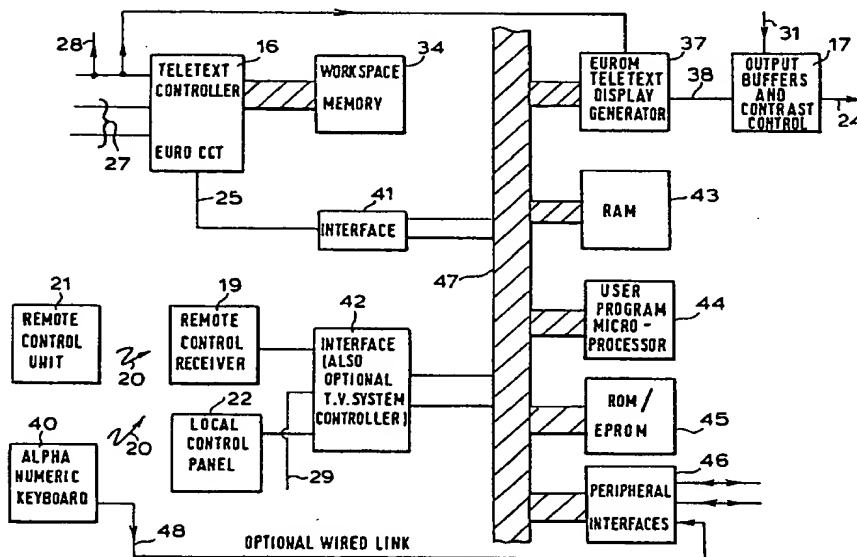 28
16
TELETEXT
CONTROLLER
EURO CCT
27
25
34
WORKSPACE
MEMORY
37
EUROM
TELETEXT
DISPLAY
GENERATOR
38
31
17
OUTPUT
BUFFERS
AND
CONTRAST
CONTROL
24
41
INTERFACE
43
RAM
47
21
REMOTE
CONTROL
UNIT
20
19
REMOTE
CONTROL
RECEIVER
42
INTERFACE
(ALSO
OPTIONAL
T.V. SYSTEM
CONTROLLER)
USER
PROGRAM
MICRO-
PROCESSOR
44
40
ALPHA
NUMERIC
KEYBOARD
20
22
LOCAL
CONTROL
PANEL
29
ROM/
EPROM
45
46
PERIPHERAL
INTERFACES
48
OPTIONAL WIRED LINK